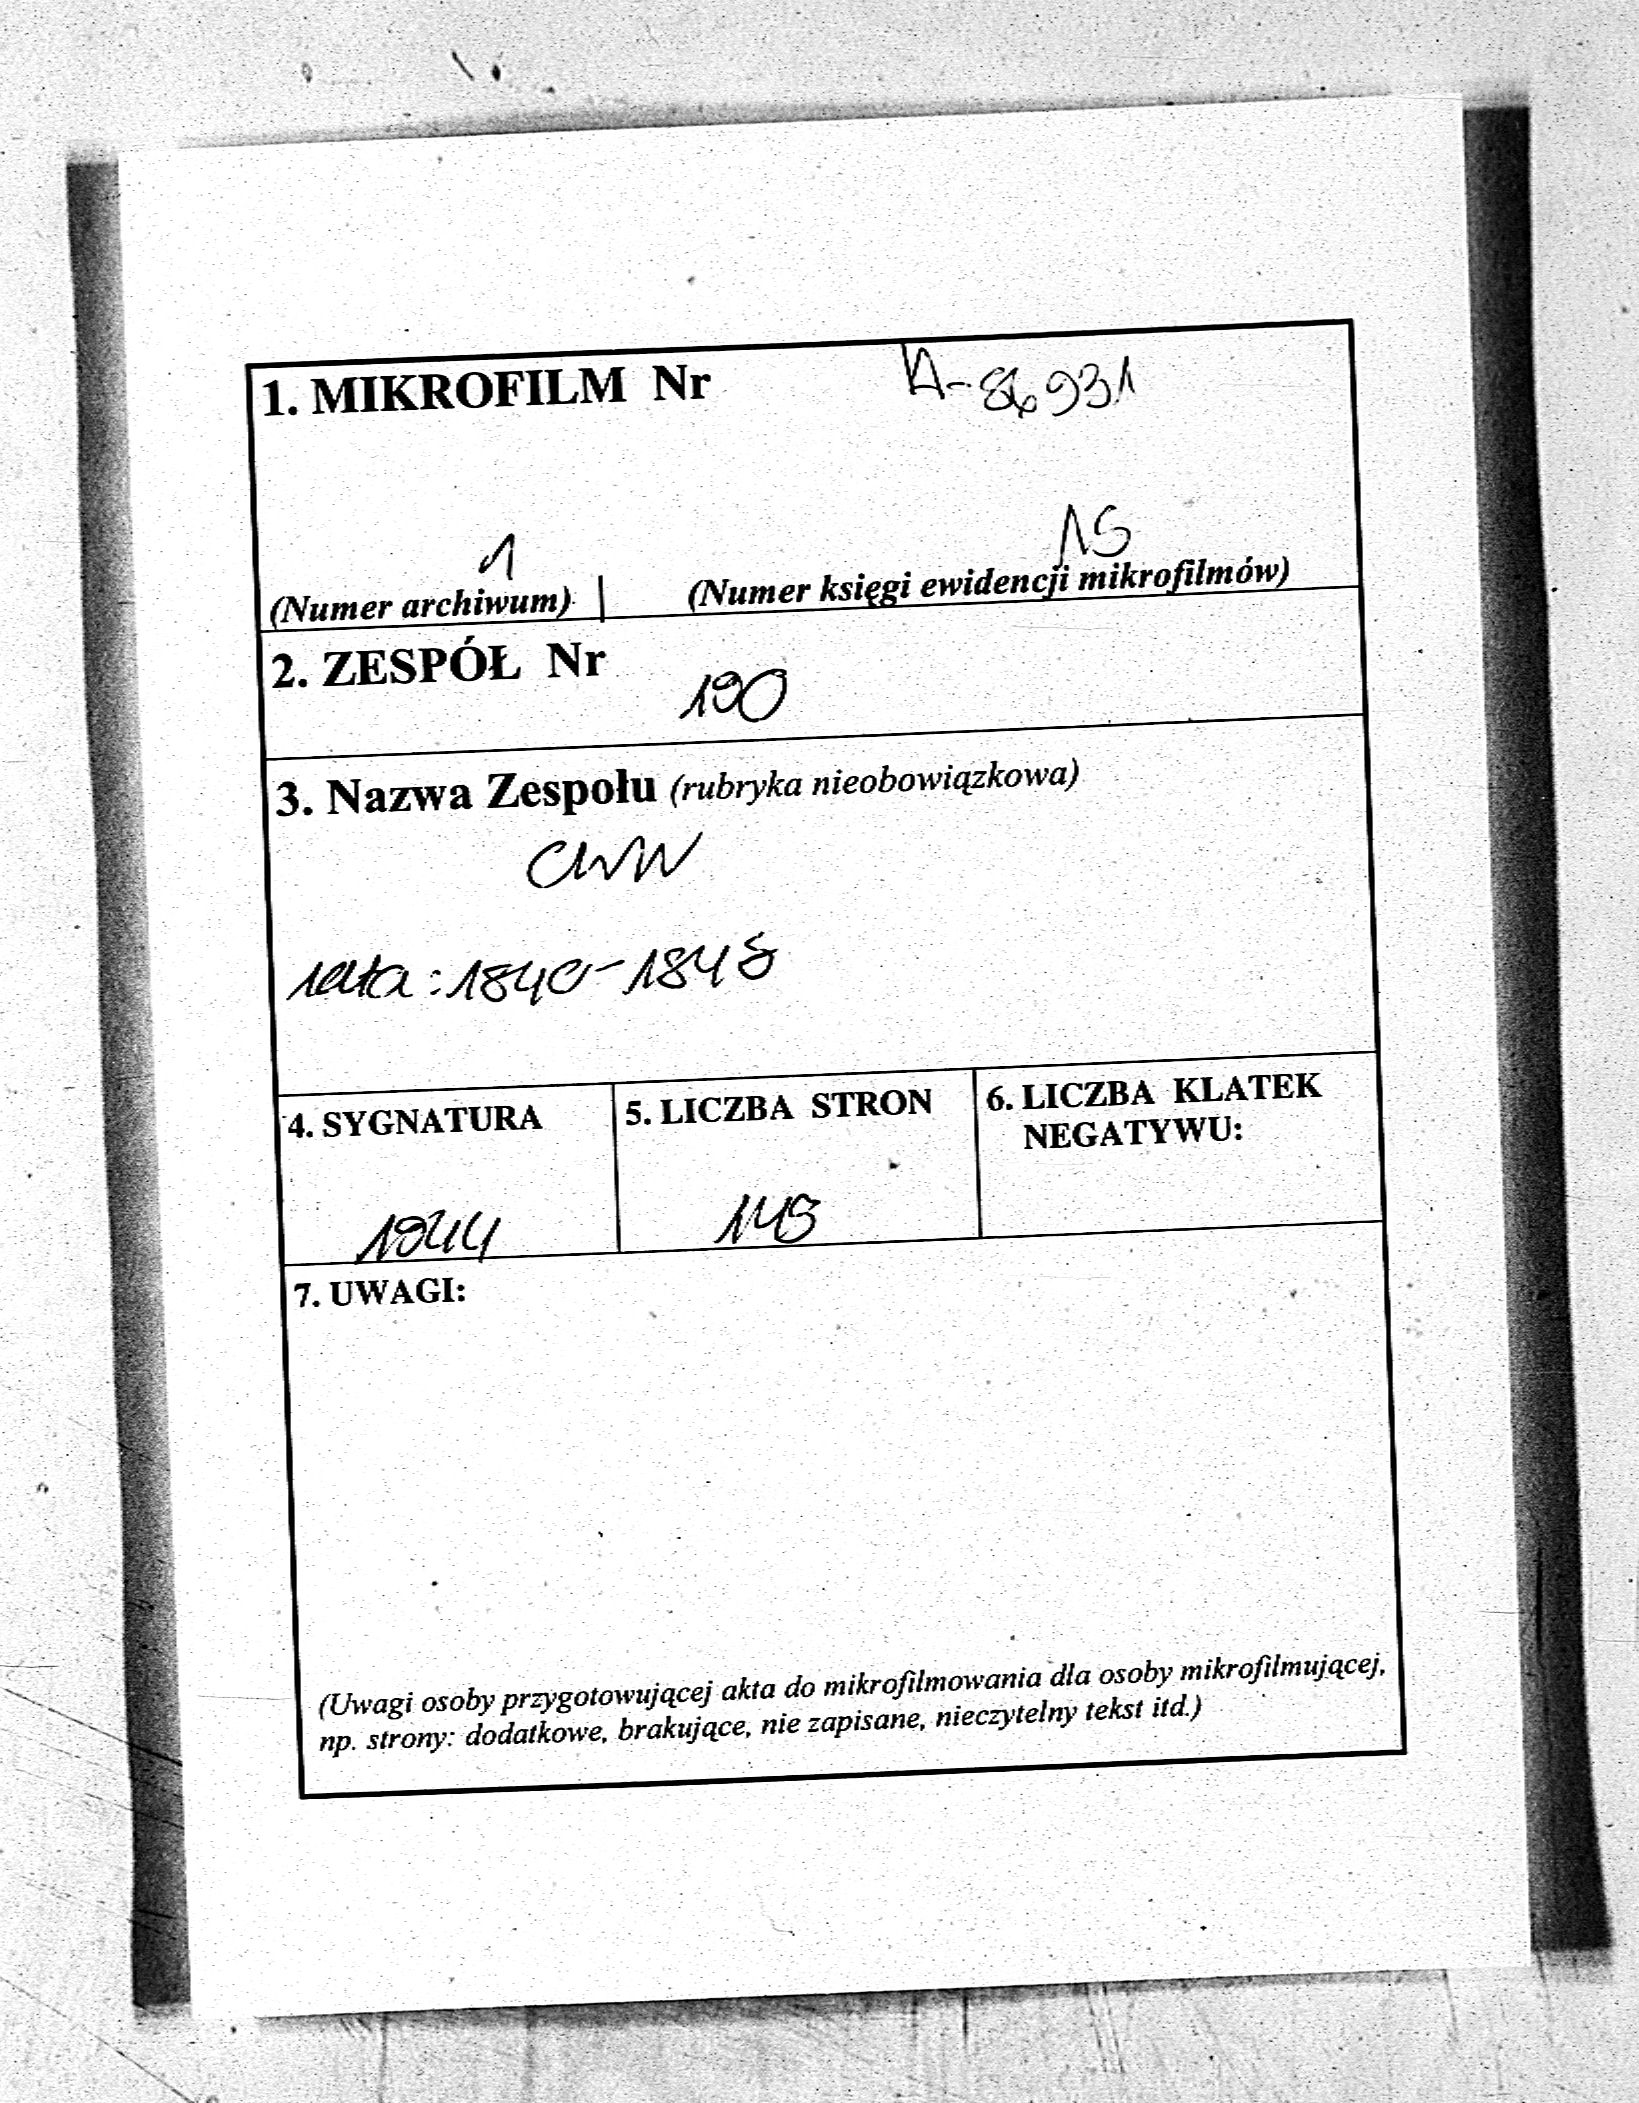 1. MIKROFILM Nr A-86931
1 15
(Numer archiwum) | (Numer księgi ewidencji mikrofilmów)
2. ZESPÓŁ Nr
190
3. Nazwa Zespołu (rubryka nieobowiązkowa)
CWW
lata: 1840-1845
4. SYGNATURA 5. LICZBA STRON 6. LICZBA KLATEK
NEGATYWU:
1944
7. UWAGI:
(Uwagi osoby przygotowującej akta do mikrofilmowania dla osoby mikrofilmującej,
np. strony: dodatkowe, brakujące, nie zapisane, nieczytelny tekst itd.)